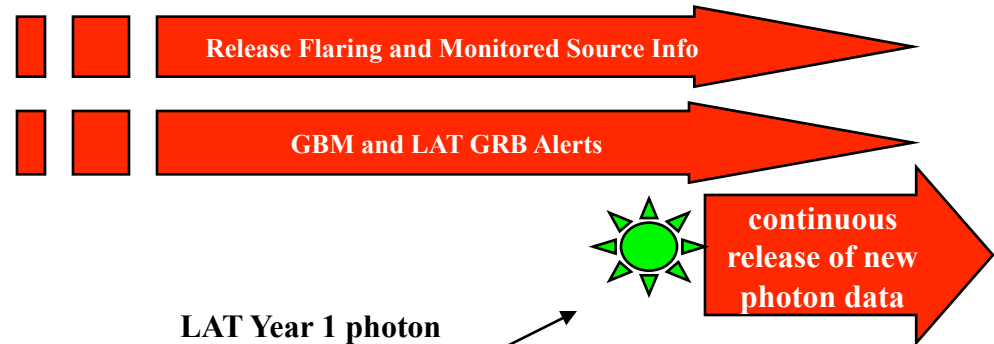 Release Flaring and Monitored Source Info
GBM and LAT GRB Alerts
continuous
release of new
photon data
LAT Year 1 photon